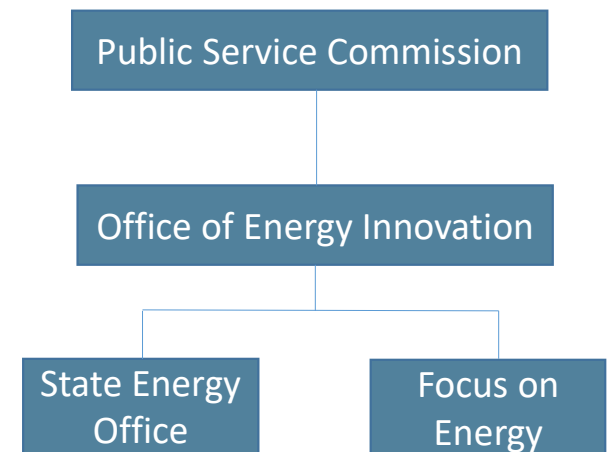 Public Service Commission
Office of Energy Innovation
State Energy
Office
Focus on
Energy